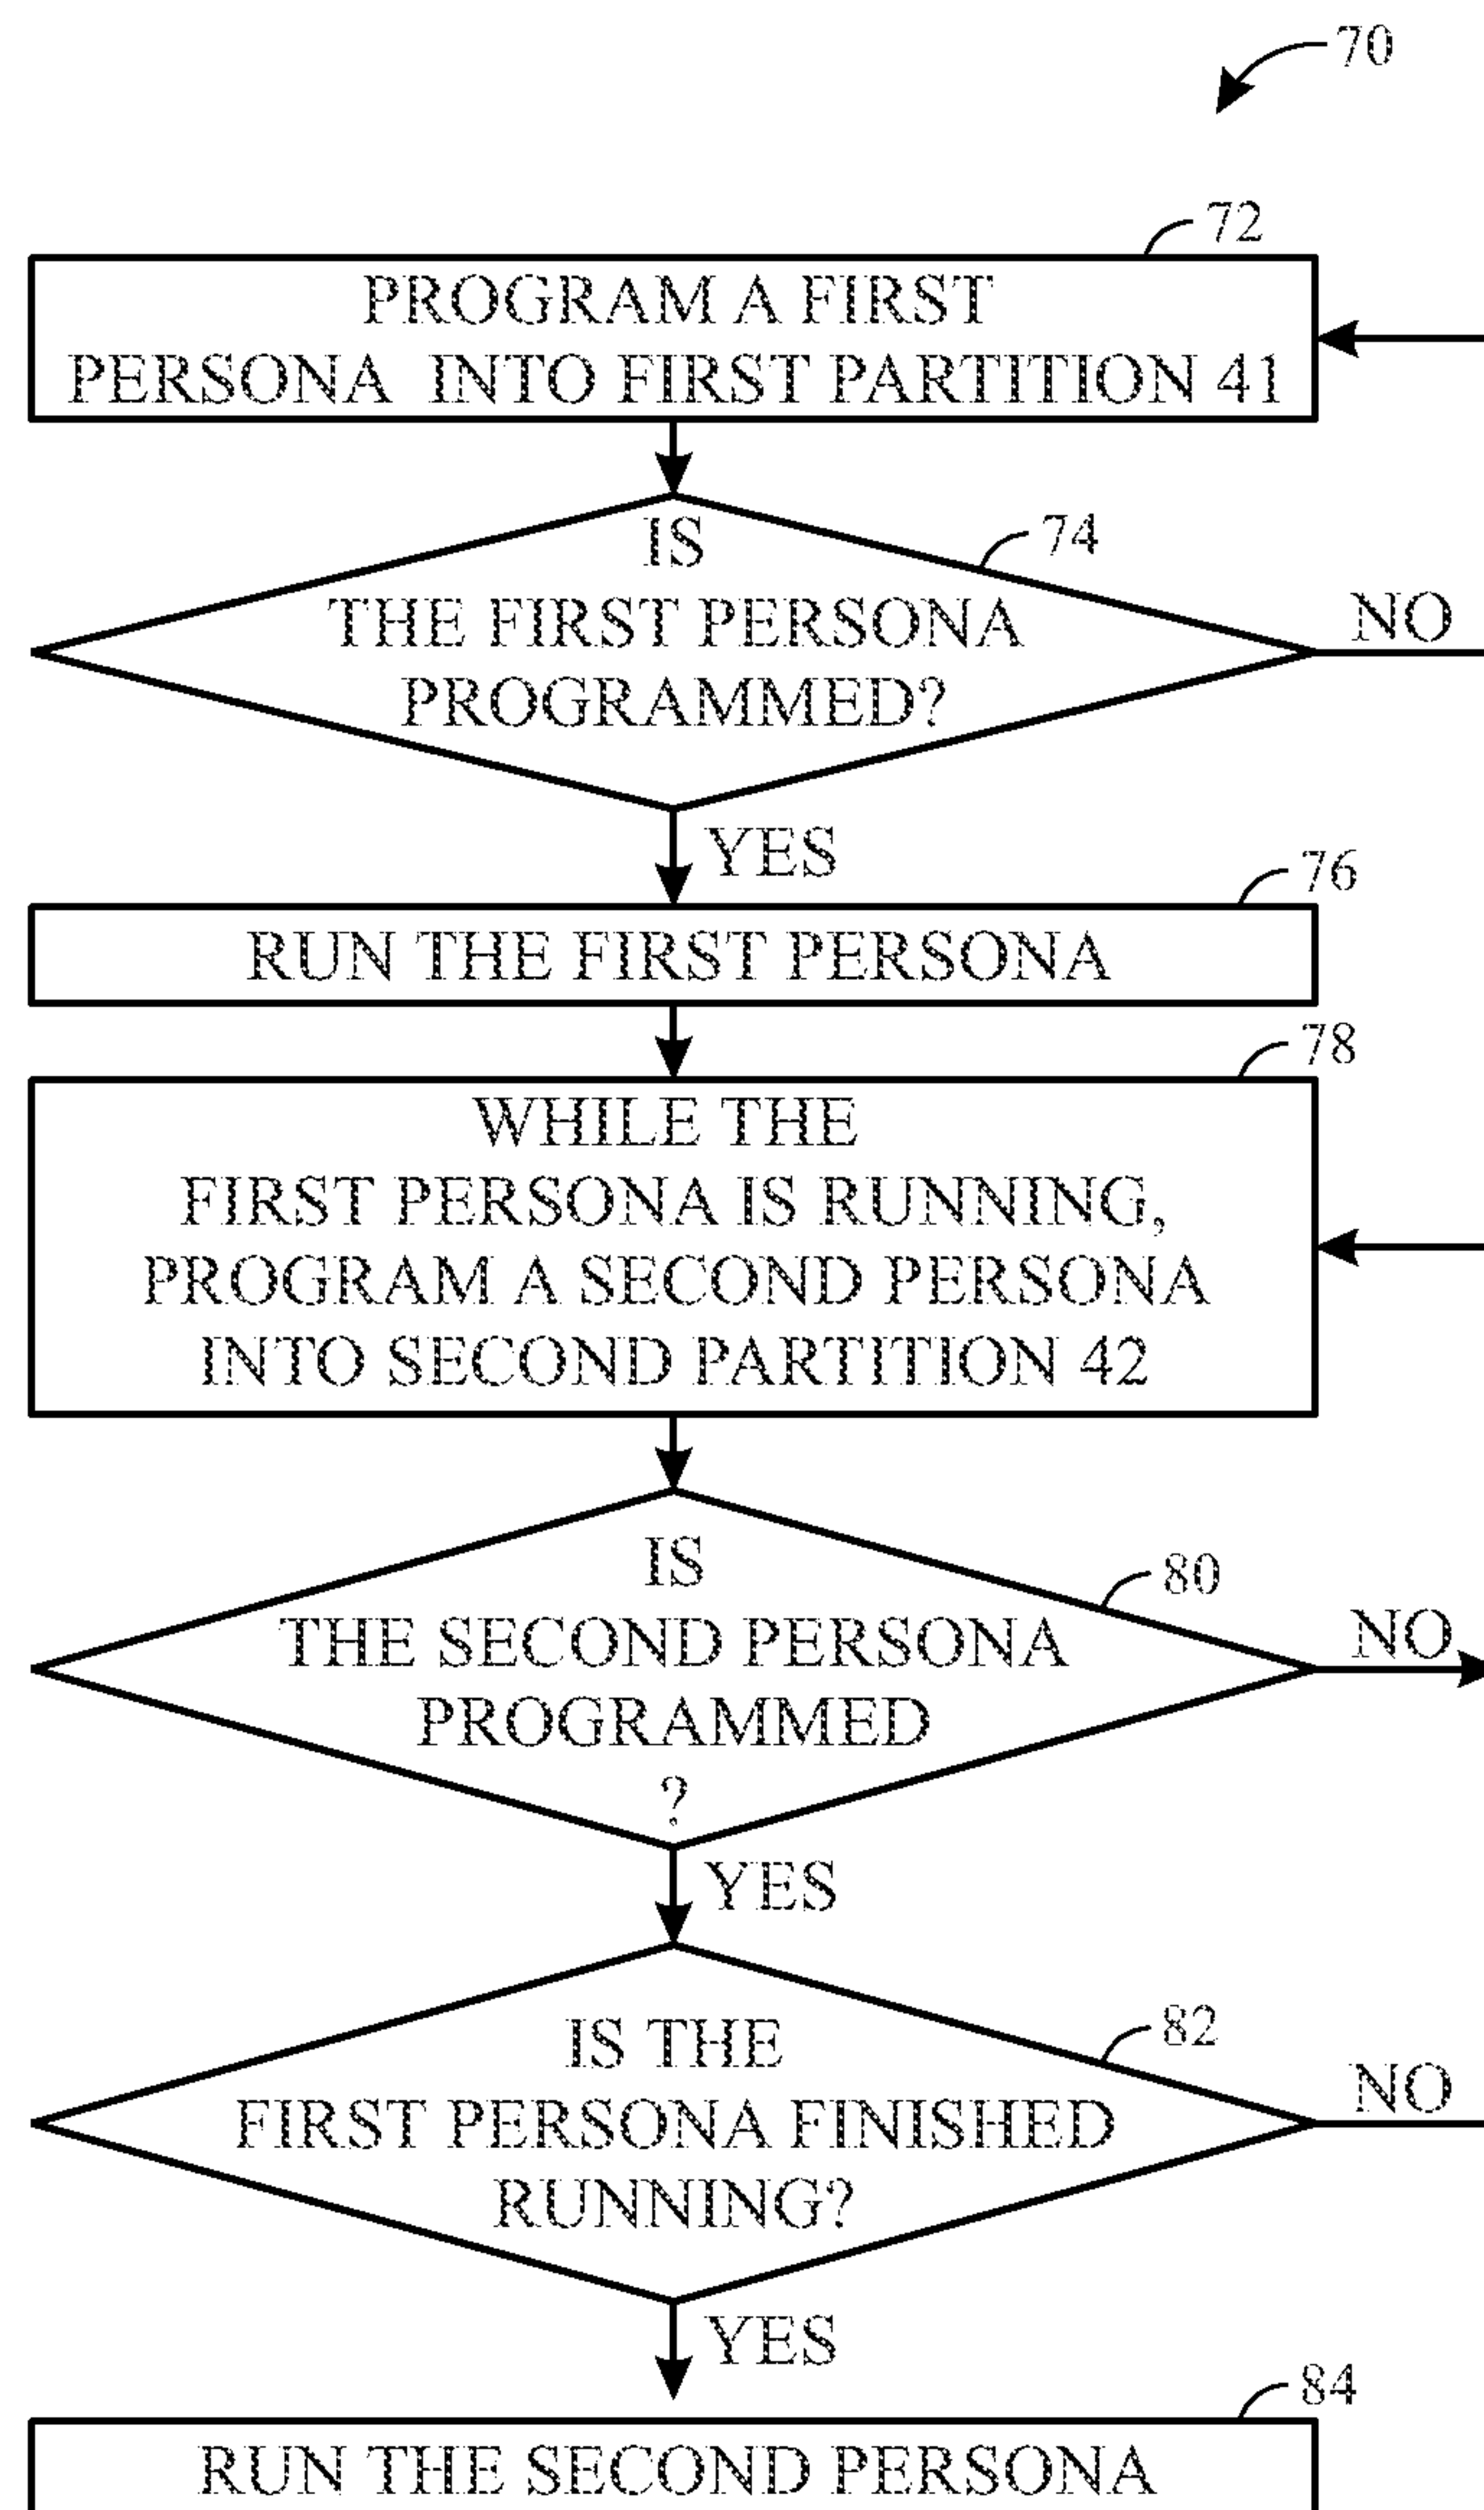 70
72
PROGRAM A FIRST
PERSONA INTO FIRST PARTITION 41
IS
74
THE FIRST PERSONA
NO
PROGRAMMED?
YES
76
RUN THE FIRST PERSONA
78
WHILE THE
FIRST PERSONA IS RUNNING,
PROGRAM A SECOND PERSONA
INTO SECOND PARTITION 42
IS
80
THE SECOND PERSONA
NO
PROGRAMMED
?
YES
IS THE
82
FIRST PERSONA FINISHED
NO
RUNNING?
YES
84
RUN THE SECOND PERSONA